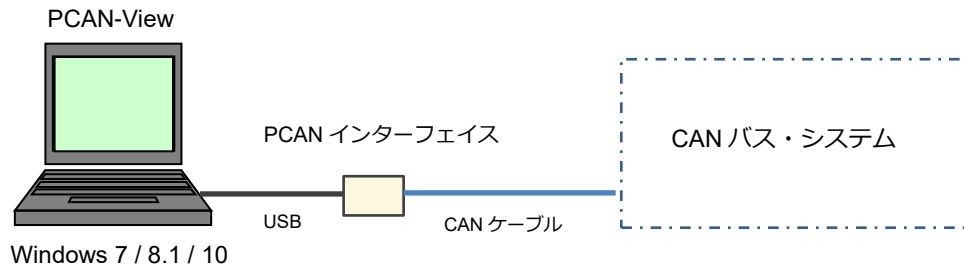 PCAN-View
PCAN インターフェイス
CAN バス・システム
USB
CAN ケーブル
Windows 7 / 8.1 / 10